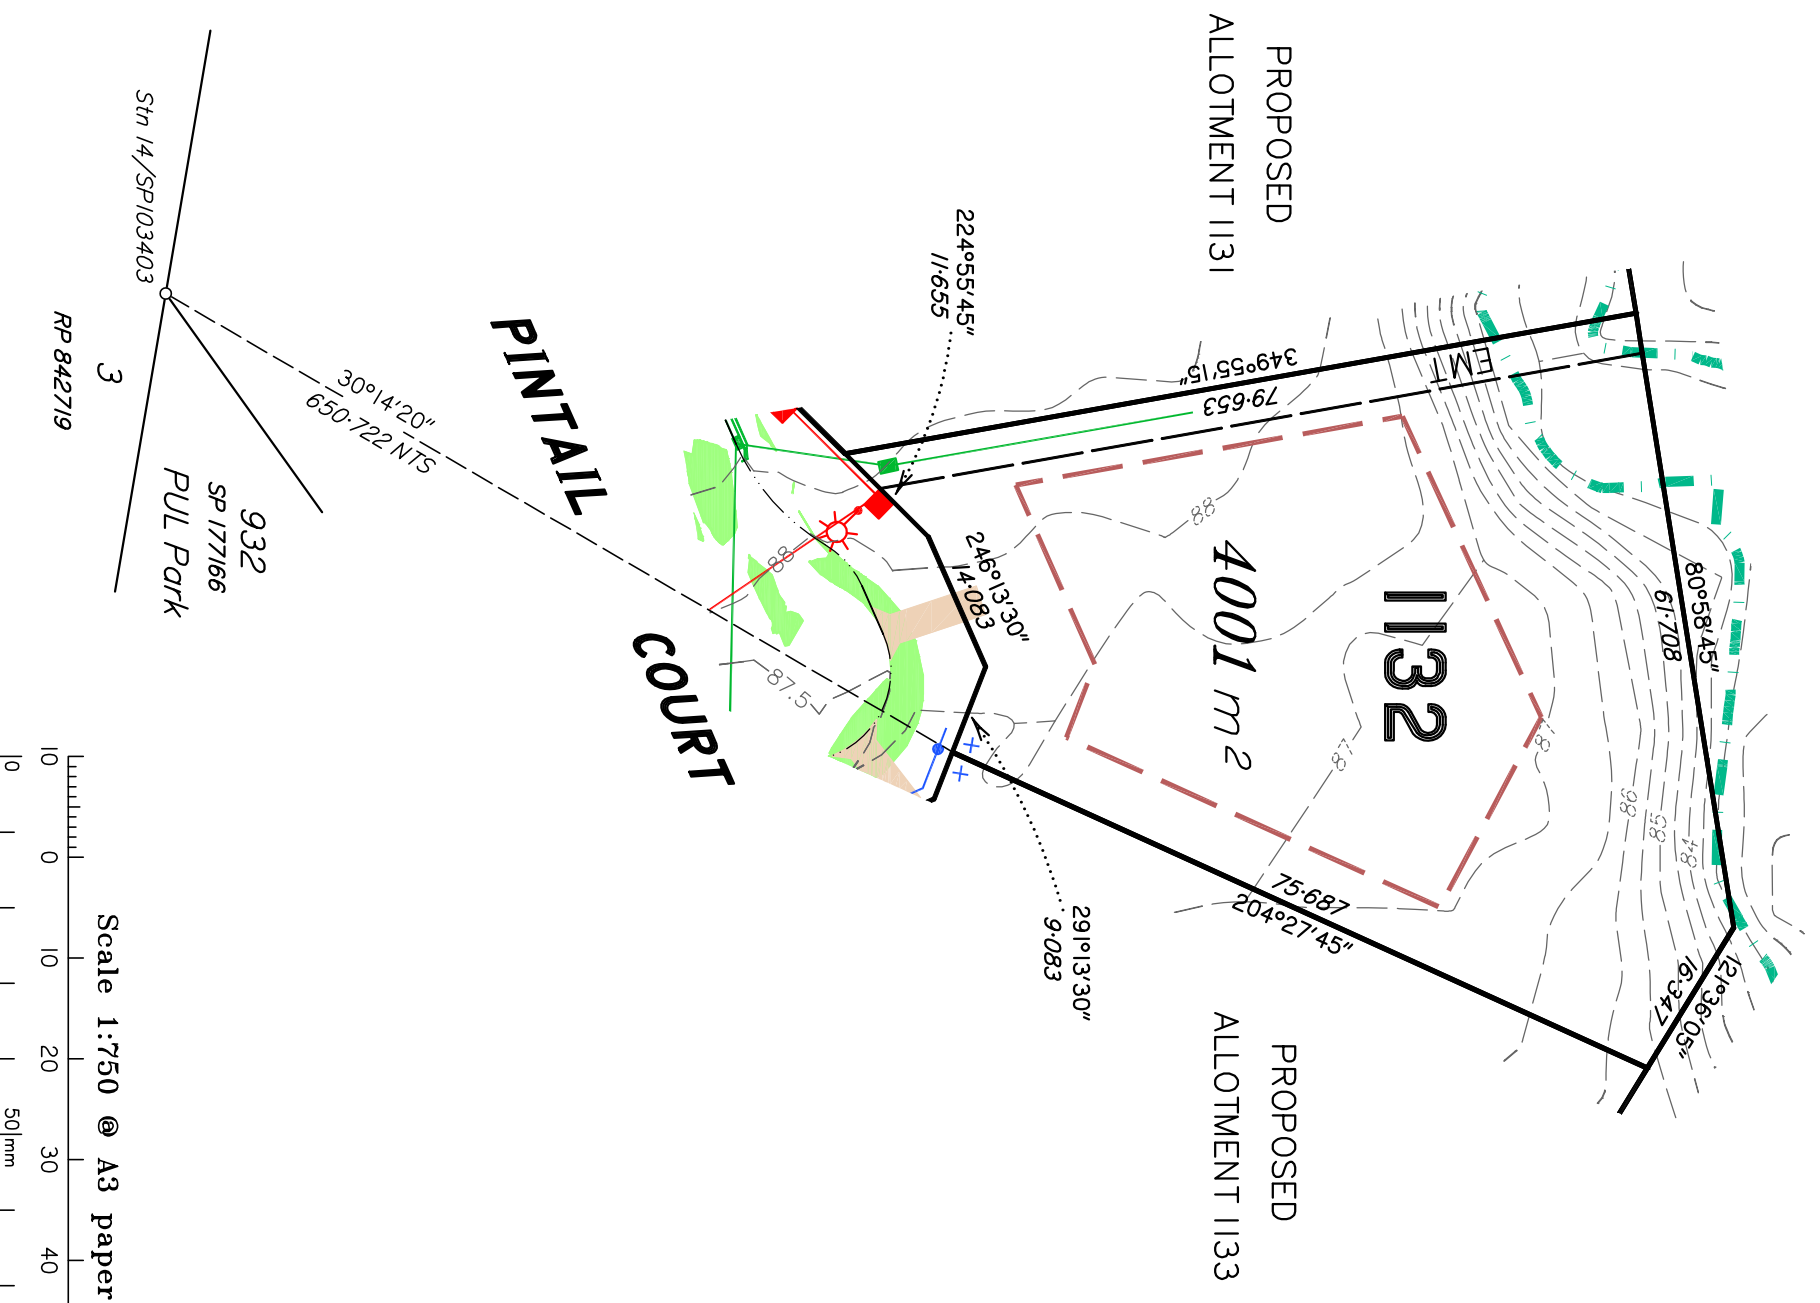 PROPOSED
ALLOTMENT 1131
PROPOSED
ALLOTMENT 1133
1132
4001 m²
EMT
80°58'45"
61·708
121°36'05"
16·347
204°27'45"
75·687
349°55'15"
79·653
224°55'45"
11·655
246°13'30"
14·083
291°13'30"
9·083
88
88
87.5
87
87
86
85
84
PINTAIL
COURT
30°14'20"
650·722 NTS
Stn 14/SP103403
3
RP 842719
932
SP 177166
PUL Park
Scale 1:750 @ A3 paper
10 0 10 20 30 40
0 50 mm